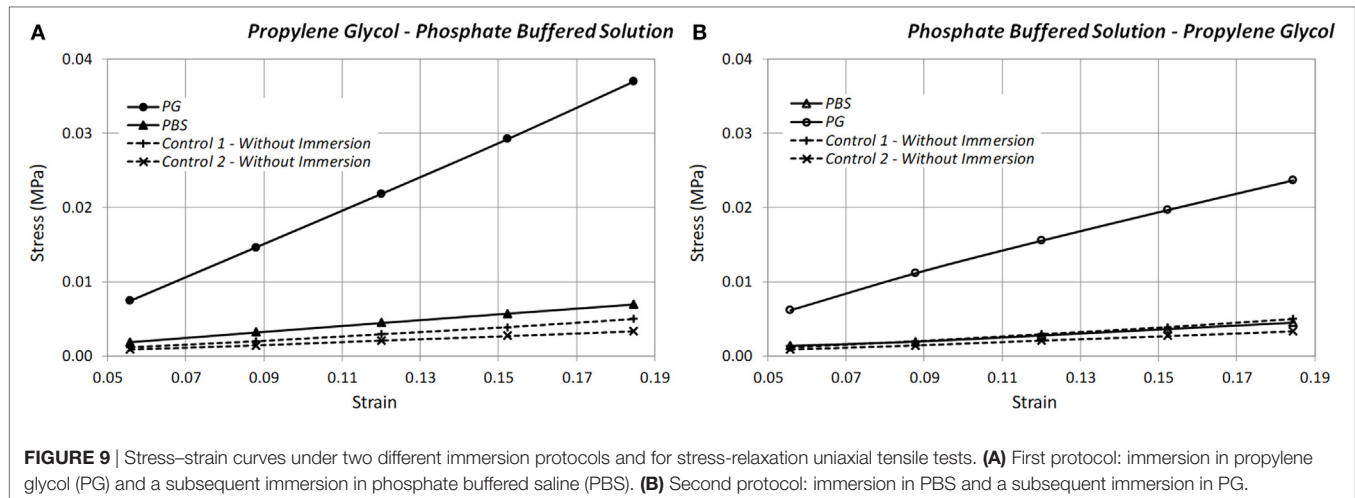 A
Propylene Glycol - Phosphate Buffered Solution
0.04
0.03
0.02
0.01
0.00
Stress (MPa)
PG
PBS
Control 1 - Without Immersion
Control 2 - Without Immersion
0.05 0.07 0.09 0.11 0.13 0.15 0.17 0.19
Strain
B
Phosphate Buffered Solution - Propylene Glycol
0.04
0.03
0.02
0.01
0.00
Stress (MPa)
PBS
PG
Control 1 - Without Immersion
Control 2 - Without Immersion
0.05 0.07 0.09 0.11 0.13 0.15 0.17 0.19
Strain
FIGURE 9 | Stress–strain curves under two different immersion protocols and for stress-relaxation uniaxial tensile tests. (A) First protocol: immersion in propylene
glycol (PG) and a subsequent immersion in phosphate buffered saline (PBS). (B) Second protocol: immersion in PBS and a subsequent immersion in PG.